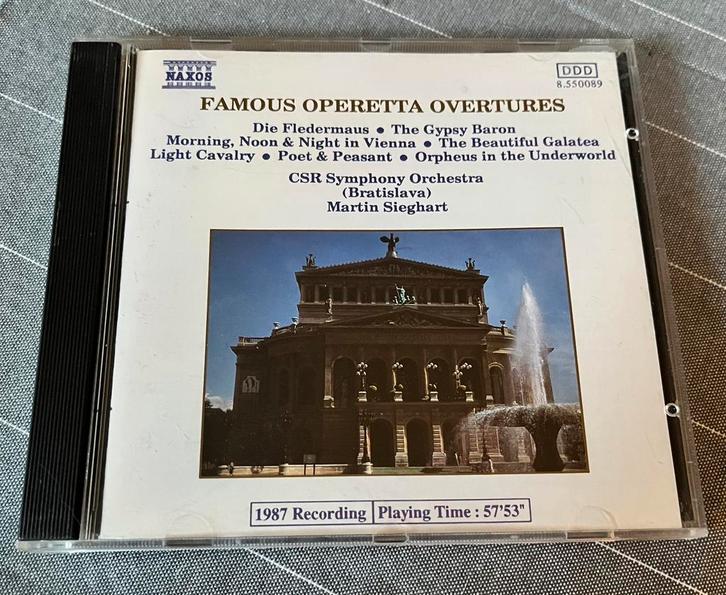 NAXOS
DDD
8.550089
FAMOUS OPERETTA OVERTURES
Die Fledermaus • The Gypsy Baron
Morning, Noon & Night in Vienna • The Beautiful Galatea
Light Cavalry • Poet & Peasant • Orpheus in the Underworld
CSR Symphony Orchestra
(Bratislava)
Martin Sieghart
1987 Recording | Playing Time : 57'53"